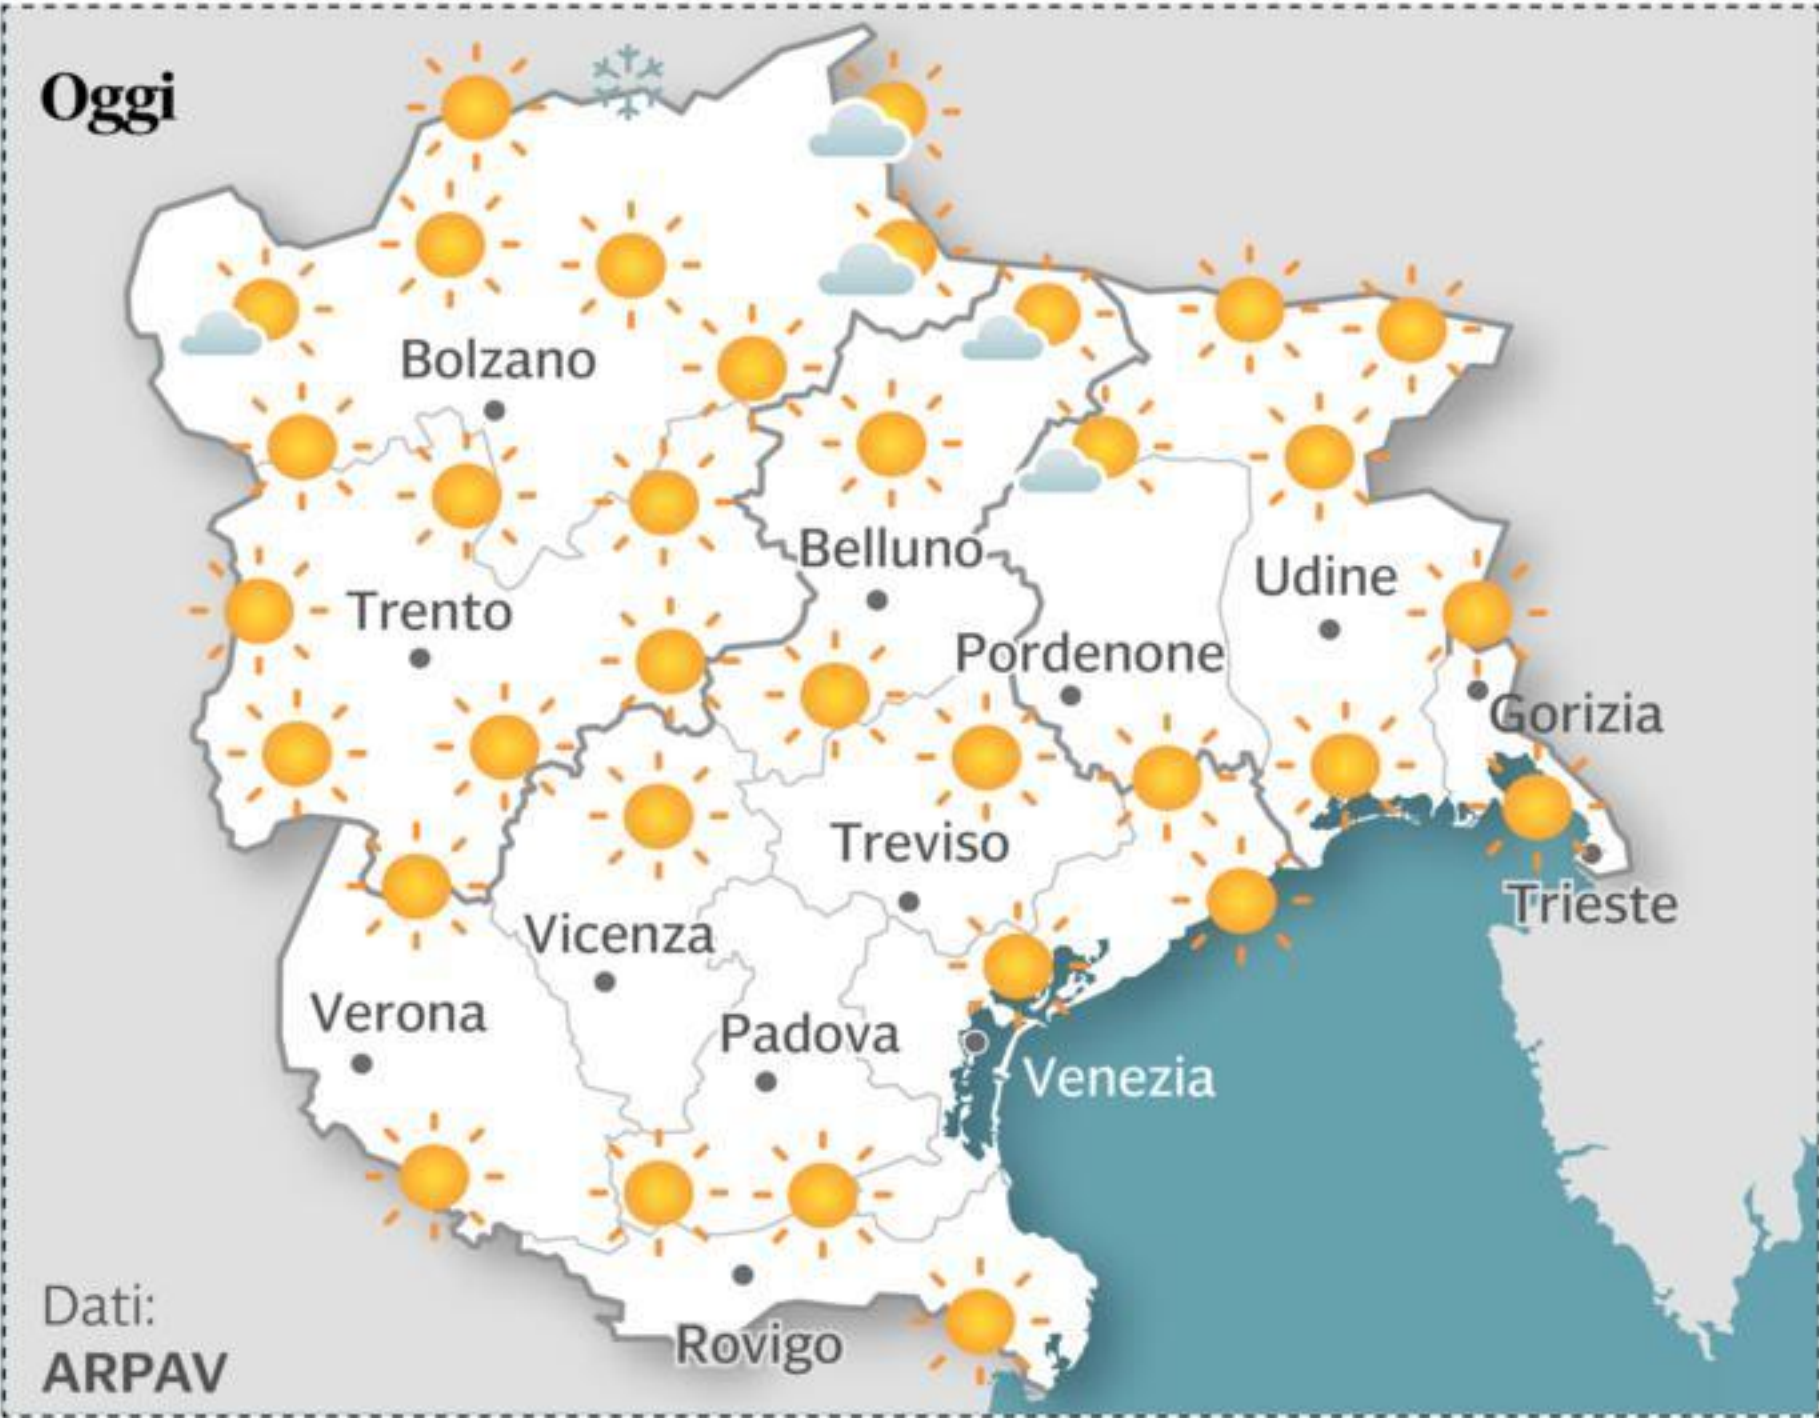 Oggi
Bolzano
Belluno
Udine
Trento
Pordenone
Gorizia
Treviso
Trieste
Vicenza
Verona
Padova
Venezia
Rovigo
Dati:
ARPAV